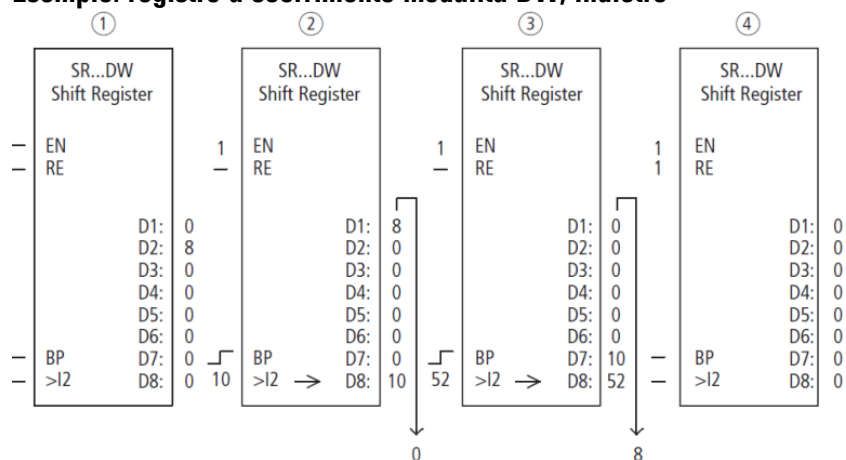 Esempio: registro a scorrimento modalità DW, indietro
① ② ③ ④
SR...DW SR...DW SR...DW SR...DW
Shift Register Shift Register Shift Register Shift Register
– EN 1 EN 1 EN 1 EN
– RE – RE – RE 1 RE
D1: 0 D1: 8 D1: 0 D1: 0
D2: 8 D2: 0 D2: 0 D2: 0
D3: 0 D3: 0 D3: 0 D3: 0
D4: 0 D4: 0 D4: 0 D4: 0
D5: 0 D5: 0 D5: 0 D5: 0
D6: 0 D6: 0 D6: 0 D6: 0
– BP D7: 0 BP D7: 0 BP D7: 10 – BP D7: 0
– >I2 D8: 0 10 >I2 → D8: 10 52 >I2 → D8: 52 – >I2 D8: 0
0 8